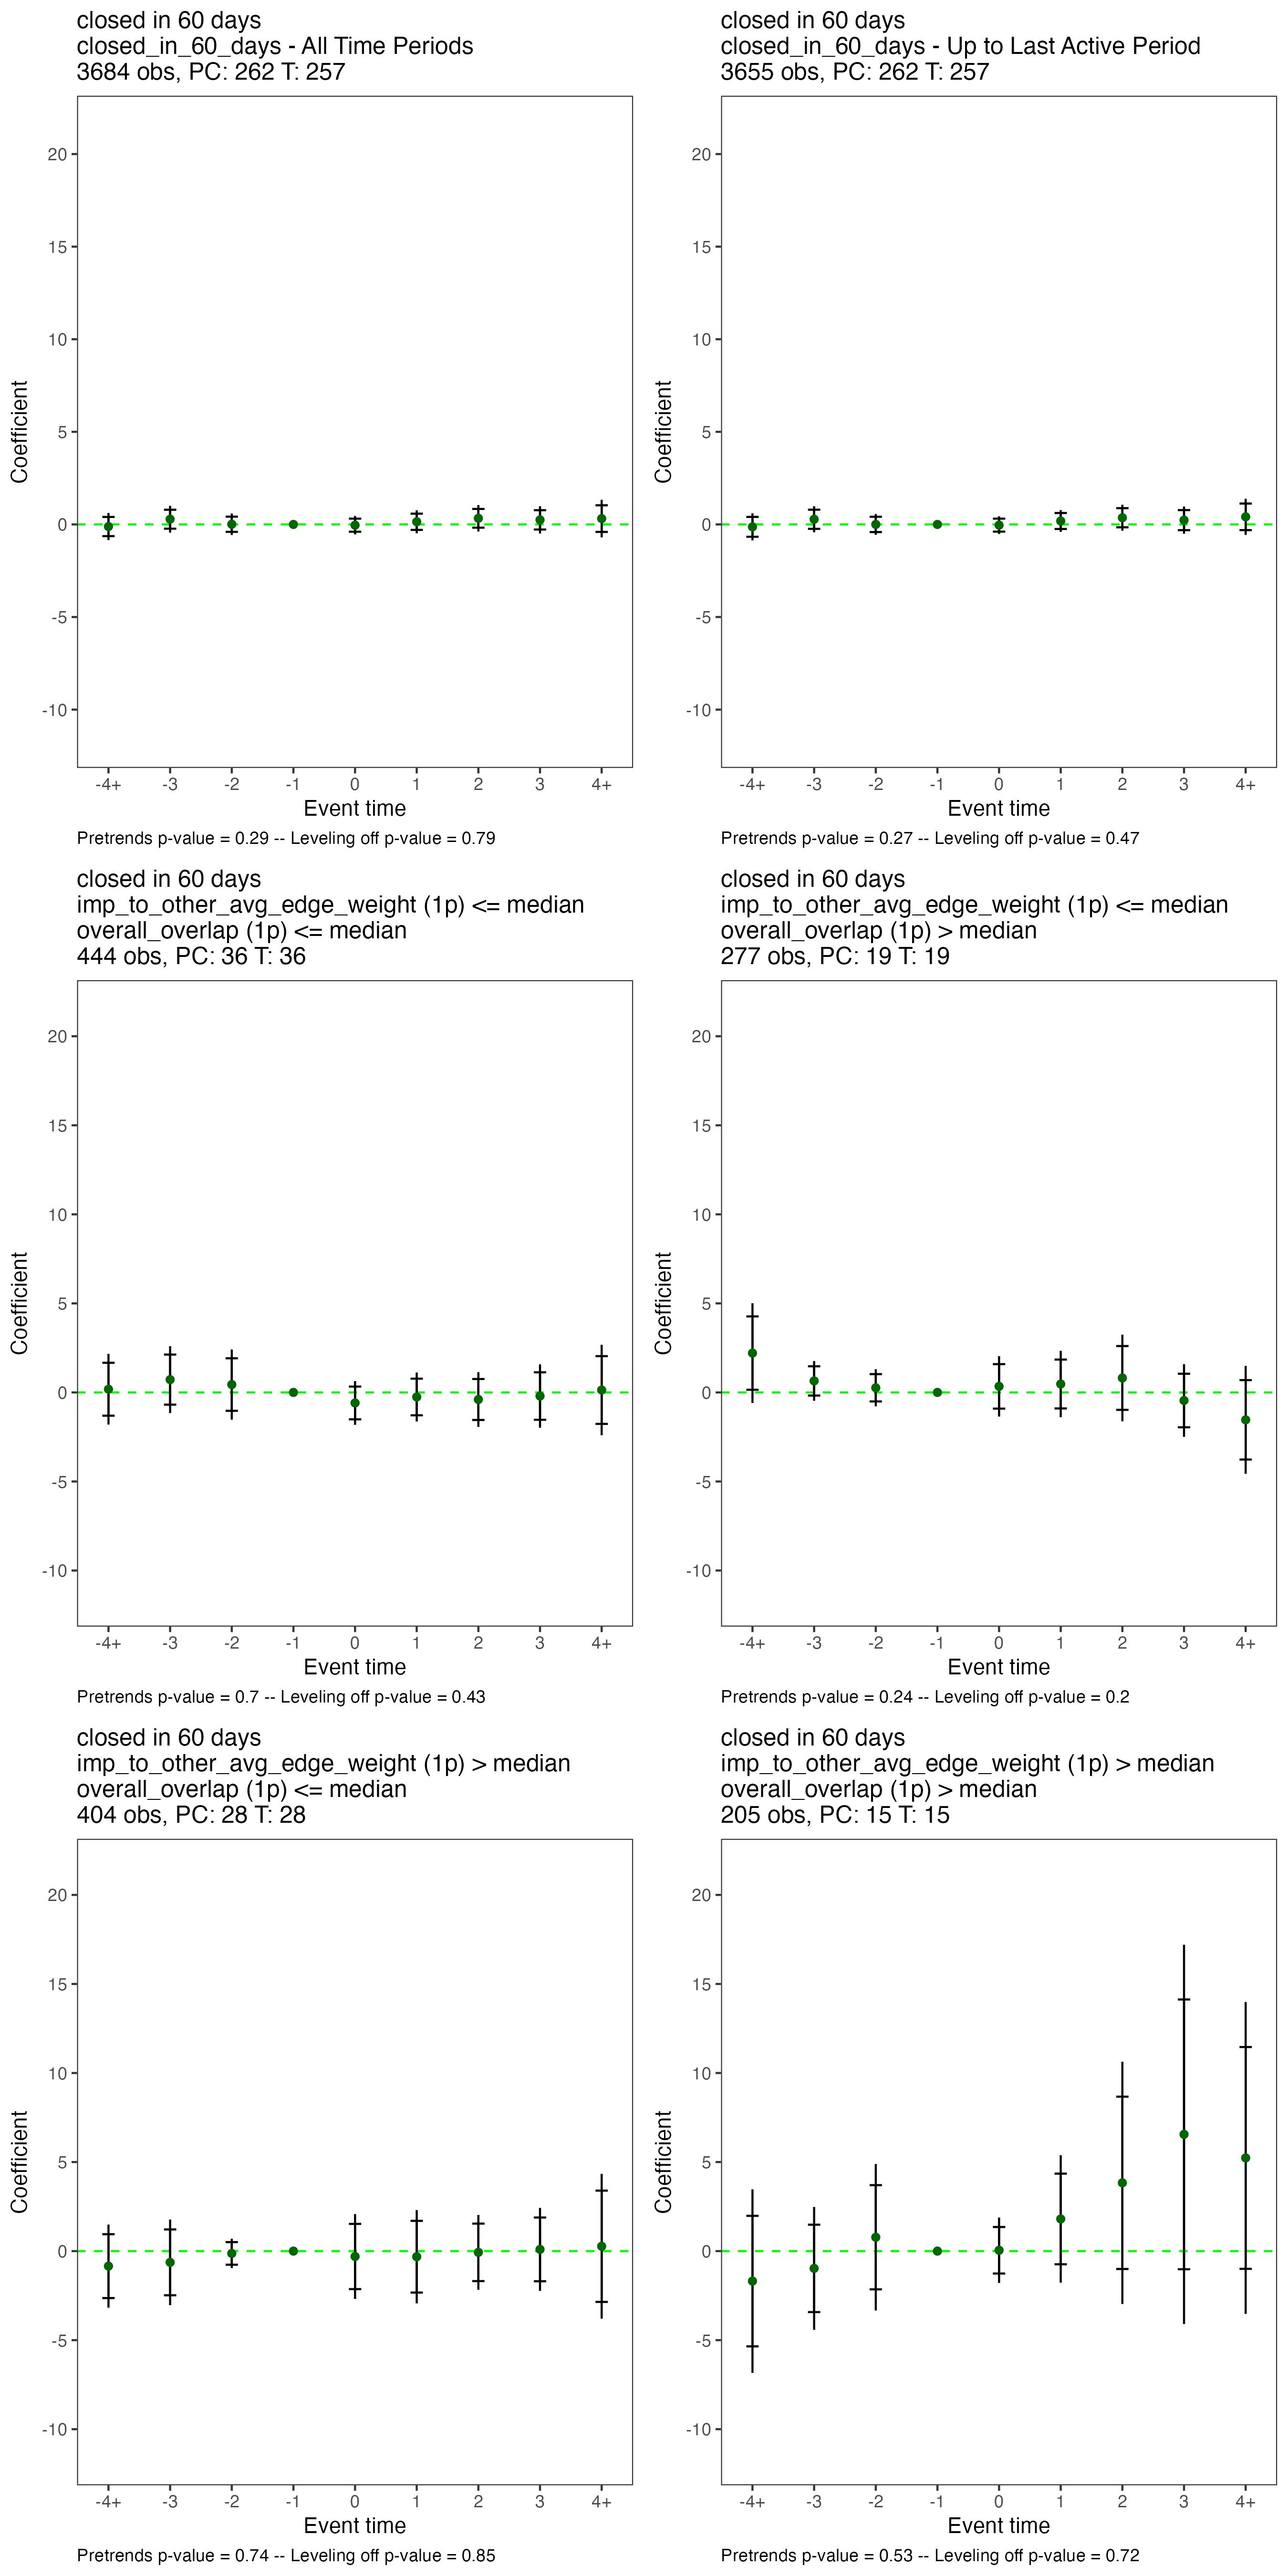 closed in 60 days
closed_in_60_days - All Time Periods
3684 obs, PC: 262 T: 257
20
15
10
5
0
-5
-10
Coefficient
-4+ -3 -2 -1 0 1 2 3 4+
Event time
Pretrends p-value = 0.29 -- Leveling off p-value = 0.79
closed in 60 days
closed_in_60_days - Up to Last Active Period
3655 obs, PC: 262 T: 257
20
15
10
5
0
-5
-10
Coefficient
-4+ -3 -2 -1 0 1 2 3 4+
Event time
Pretrends p-value = 0.27 -- Leveling off p-value = 0.47
closed in 60 days
imp_to_other_avg_edge_weight (1p) <= median
overall_overlap (1p) <= median
444 obs, PC: 36 T: 36
20
15
10
5
0
-5
-10
Coefficient
-4+ -3 -2 -1 0 1 2 3 4+
Event time
Pretrends p-value = 0.7 -- Leveling off p-value = 0.43
closed in 60 days
imp_to_other_avg_edge_weight (1p) <= median
overall_overlap (1p) > median
277 obs, PC: 19 T: 19
20
15
10
5
0
-5
-10
Coefficient
-4+ -3 -2 -1 0 1 2 3 4+
Event time
Pretrends p-value = 0.24 -- Leveling off p-value = 0.2
closed in 60 days
imp_to_other_avg_edge_weight (1p) > median
overall_overlap (1p) <= median
404 obs, PC: 28 T: 28
20
15
10
5
0
-5
-10
Coefficient
-4+ -3 -2 -1 0 1 2 3 4+
Event time
Pretrends p-value = 0.74 -- Leveling off p-value = 0.85
closed in 60 days
imp_to_other_avg_edge_weight (1p) > median
overall_overlap (1p) > median
205 obs, PC: 15 T: 15
20
15
10
5
0
-5
-10
Coefficient
-4+ -3 -2 -1 0 1 2 3 4+
Event time
Pretrends p-value = 0.53 -- Leveling off p-value = 0.72